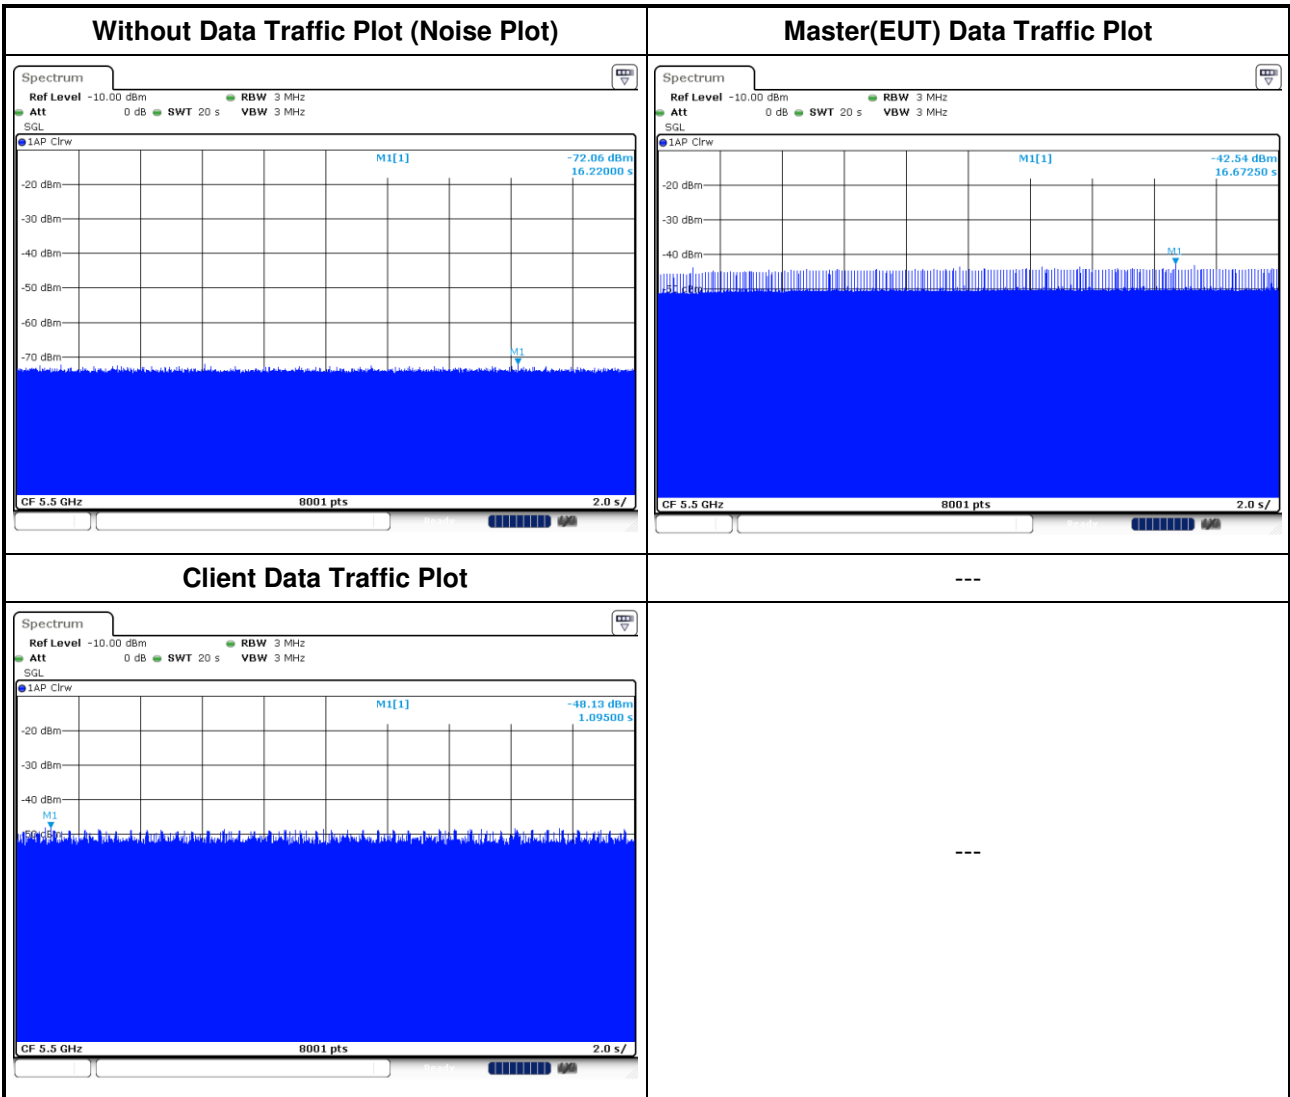 Without Data Traffic Plot (Noise Plot)
Master(EUT) Data Traffic Plot
Spectrum
Ref Level -10.00 dBm RBW 3 MHz
Att 0 dB SWT 20 s VBW 3 MHz
SGL
1AP Clrw
M1[1] -72.06 dBm
16.22000 s
-20 dBm
-30 dBm
-40 dBm
-50 dBm
-60 dBm
M1
-70 dBm
CF 5.5 GHz 8001 pts 2.0 s/
Ready
Spectrum
Ref Level -10.00 dBm RBW 3 MHz
Att 0 dB SWT 20 s VBW 3 MHz
SGL
1AP Clrw
M1[1] -42.54 dBm
16.67250 s
-20 dBm
-30 dBm
-40 dBm
M1
CF 5.5 GHz 8001 pts 2.0 s/
Ready
Client Data Traffic Plot
---
Spectrum
Ref Level -10.00 dBm RBW 3 MHz
Att 0 dB SWT 20 s VBW 3 MHz
SGL
1AP Clrw
M1[1] -48.13 dBm
1.09500 s
-20 dBm
-30 dBm
-40 dBm
M1
CF 5.5 GHz 8001 pts 2.0 s/
Ready
---